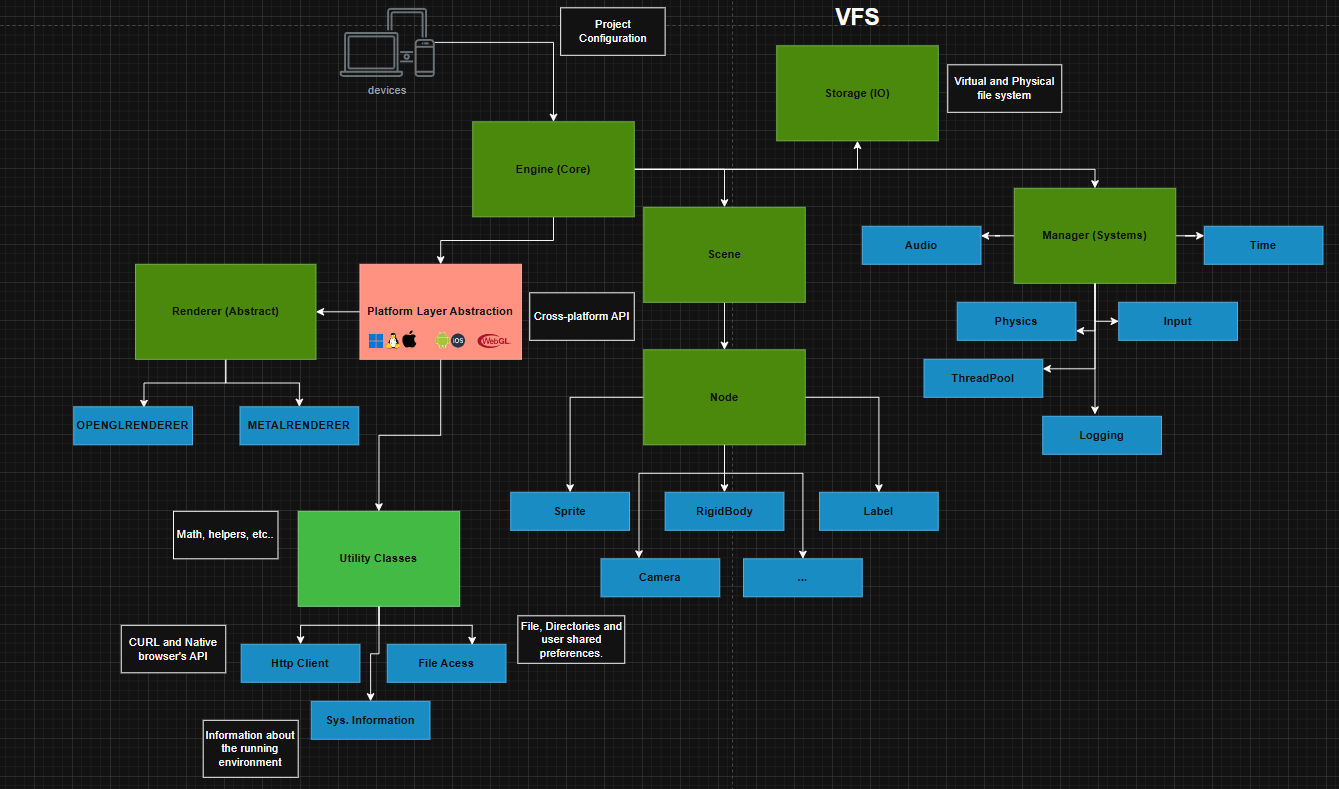 VFS
Project
Configuration
devices
Storage (IO)
Virtual and Physical
file system
Engine (Core)
Scene
Manager (Systems)
Audio
Time
Renderer (Abstract)
Platform Layer Abstraction
iOS
WebGL
Cross-platform API
Physics
Input
ThreadPool
Logging
Node
OPENGLRENDERER
METALRENDERER
Sprite
RigidBody
Label
Camera
...
Math, helpers, etc..
Utility Classes
CURL and Native
browser's API
Http Client
File Acess
File, Directories and
user shared
preferences.
Sys. Information
Information about
the running
environment